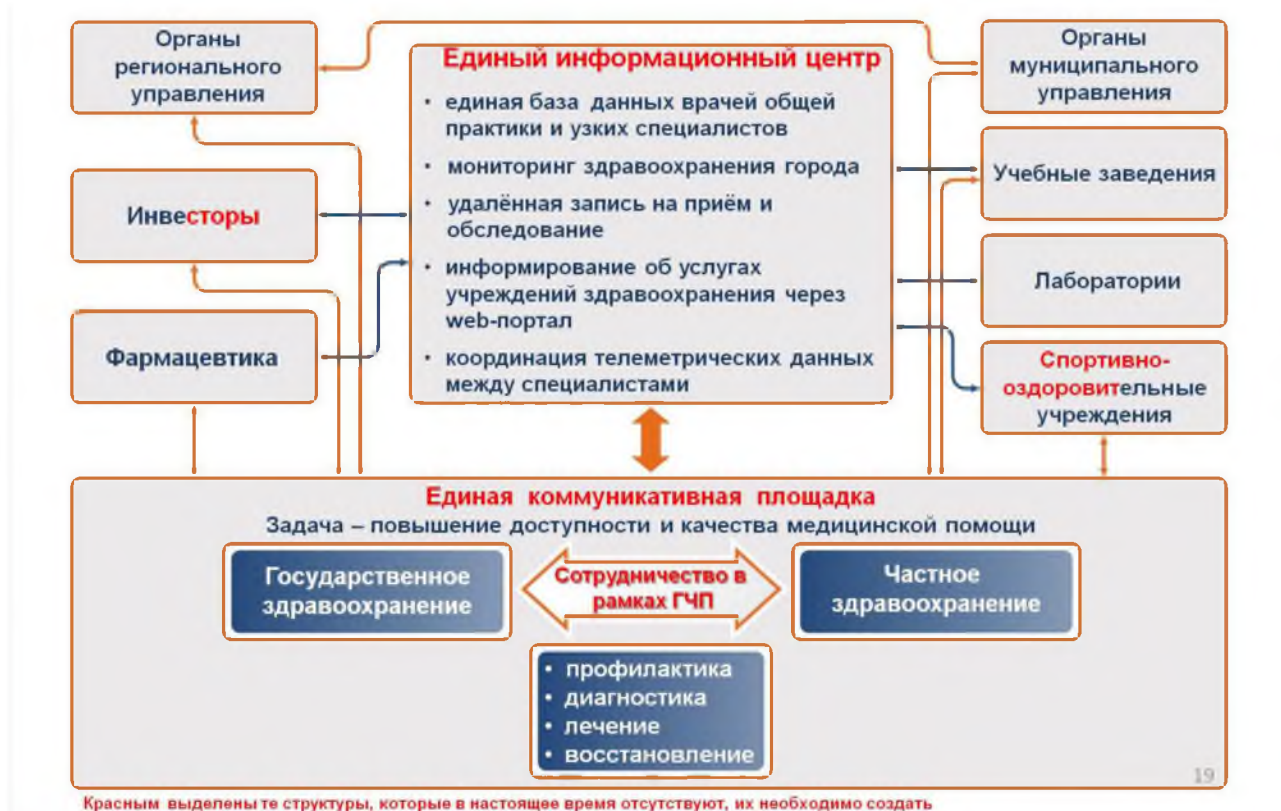 Органы
регионального
управления
Инвесторы
Фармацевтика
Единый информационный центр
• единая база данных врачей общей
практики и узких специалистов
• мониторинг здравоохранения города
• удалённая запись на приём и
обследование
• информирование об услугах
учреждений здравоохранения через
web-портал
• координация телеметрических данных
между специалистами
Органы
муниципального
управления
Учебные заведения
Лаборатории
Спортивно-
оздоровительные
учреждения
Единая коммуникативная площадка
Задача – повышение доступности и качества медицинской помощи
Государственное
здравоохранение
Сотрудничество в
рамках ГЧП
Частное
здравоохранение
• профилактика
• диагностика
• лечение
• восстановление
19
Красным выделены те структуры, которые в настоящее время отсутствуют, их необходимо создать